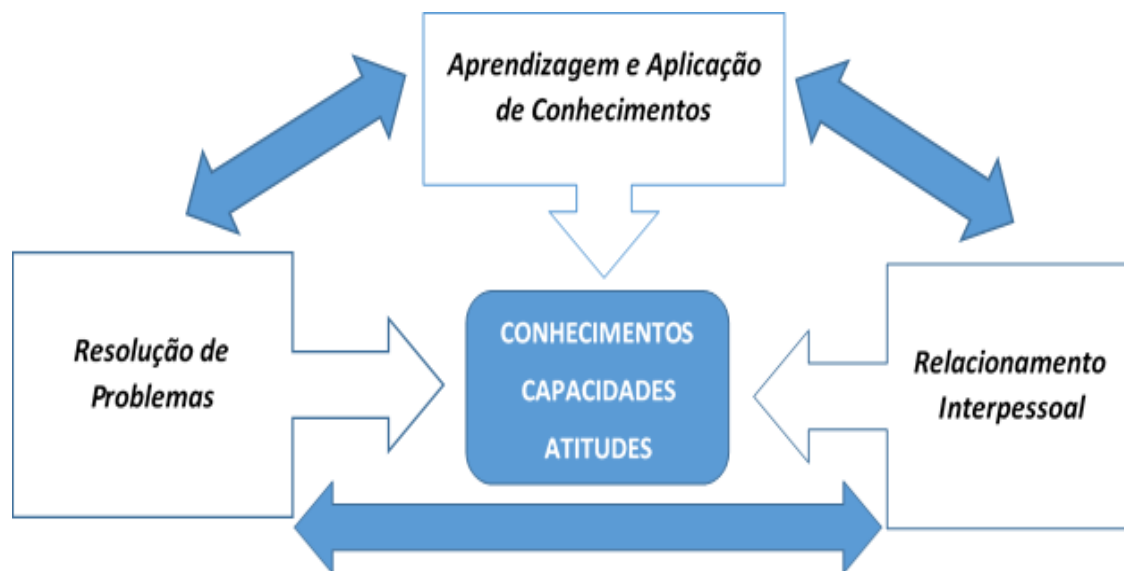 Aprendizagem e Aplicação
de Conhecimentos
Resolução de
Problemas
CONHECIMENTOS
CAPACIDADES
ATITUDES
Relacionamento
Interpessoal